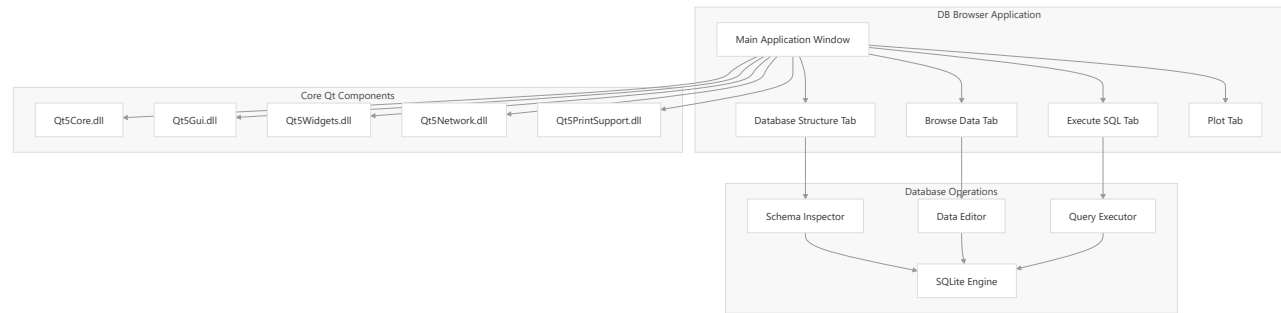 DB Browser Application
Main Application Window
Core Qt Components
Qt5Core.dll
Qt5Gui.dll
Qt5Widgets.dll
Qt5Network.dll
Qt5PrintSupport.dll
Database Structure Tab
Browse Data Tab
Execute SQL Tab
Plot Tab
Database Operations
Schema Inspector
Data Editor
Query Executor
SQLite Engine